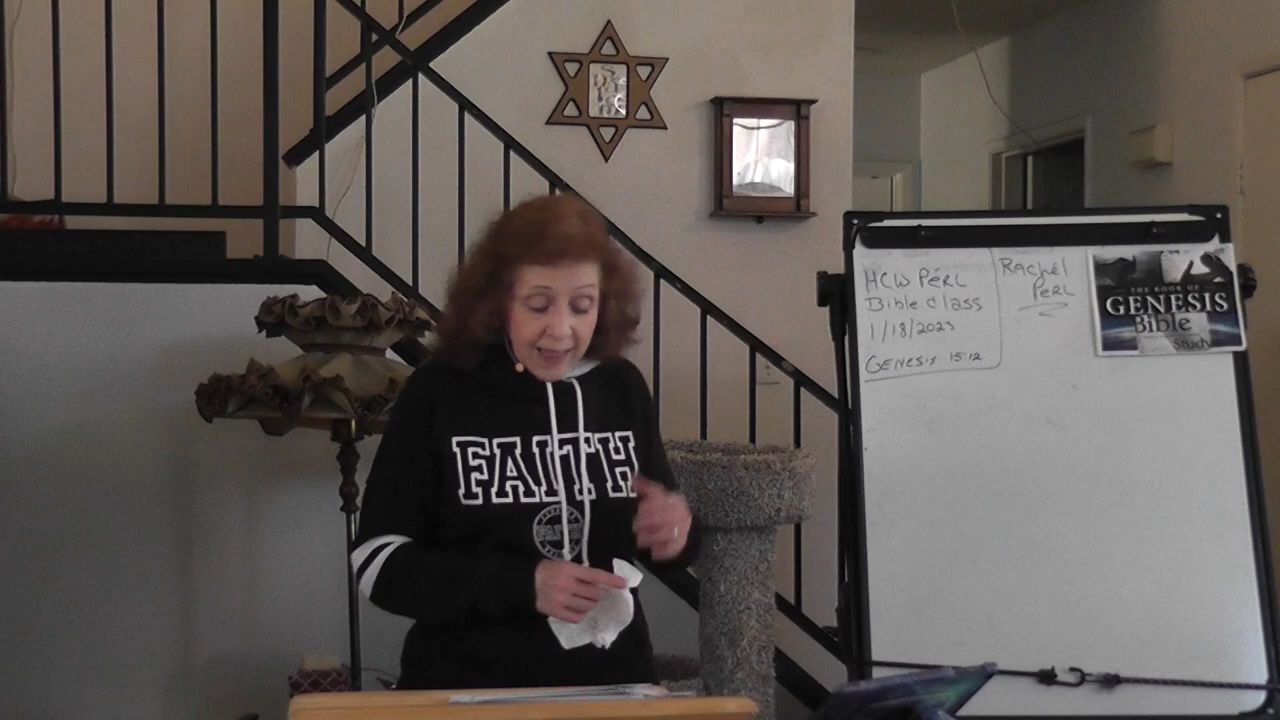 HCW Perl
Bible Class
1/18/2023
Genesis 15:12
Rachel
Perl
THE BOOK OF
GENESIS
Bible
Study
FAITH
FAITH